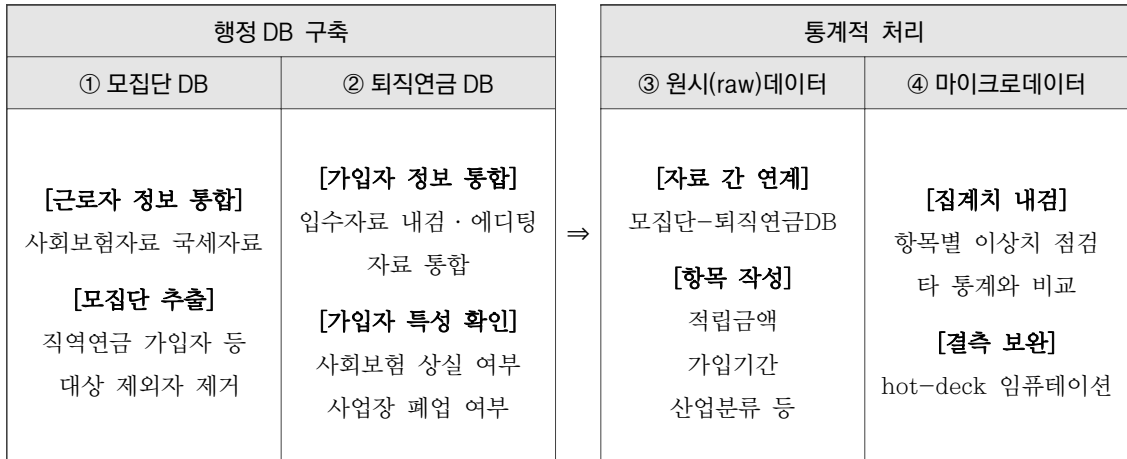 행정 DB 구축
① 모집단 DB
② 퇴직연금 DB
[근로자 정보 통합]
사회보험자료 국세자료
[모집단 추출]
직역연금 가입자 등
대상 제외자 제거
[가입자 정보 통합]
입수자료 내검 · 에디팅
자료 통합
[가입자 특성 확인]
사회보험 상실 여부
사업장 폐업 여부
⇒
통계적 처리
③ 원시(raw)데이터
④ 마이크로데이터
[자료 간 연계]
모집단-퇴직연금DB
[항목 작성]
적립금액
가입기간
산업분류 등
[집계치 내검]
항목별 이상치 점검
타 통계와 비교
[결측 보완]
hot-deck 임퓨테이션